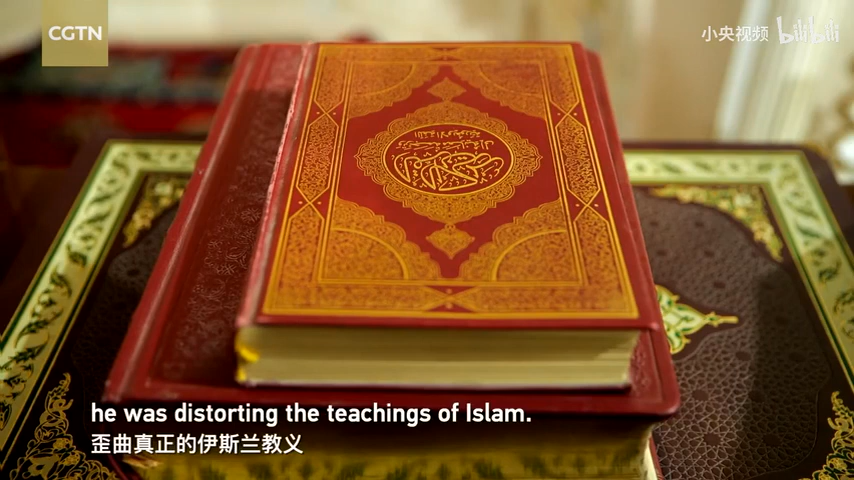 CGTN
小央视频 bilibili
he was distorting the teachings of Islam.
歪曲真正的伊斯兰教义